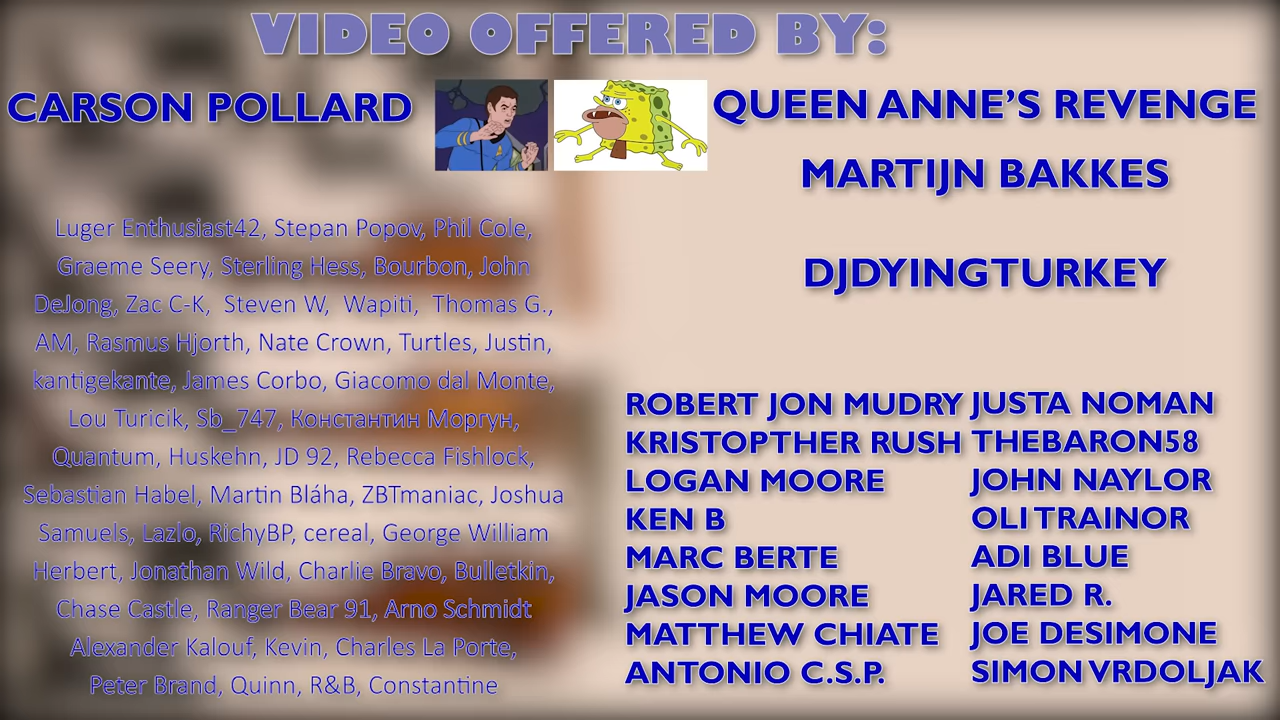 VIDEO OFFERED BY:
CARSON POLLARD
QUEEN ANNE'S REVENGE
MARTIJN BAKKES
DJDYINGTURKEY
Luger Enthusiast42, Stepan Popov, Phil Cole,
Graeme Seery, Sterling Hess, Bourbon, John
DeJong, Zac C-K, Steven W, Wapiti, Thomas G.,
AM, Rasmus Hjorth, Nate Crown, Turtles, Justin,
kantigekante, James Corbo, Giacomo dal Monte,
Lou Turicik, Sb_747, Константин Моргун,
Quantum, Huskehn, JD 92, Rebecca Fishlock,
Sebastian Habel, Martin Bláha, ZBTmaniac, Joshua
Samuels, Lazlo, RichyBP, cereal, George William
Herbert, Jonathan Wild, Charlie Bravo, Bulletkin,
Chase Castle, Ranger Bear 91, Arno Schmidt
Alexander Kalouf, Kevin, Charles La Porte,
Peter Brand, Quinn, R&B, Constantine
ROBERT JON MUDRY
KRISTOPTHER RUSH
LOGAN MOORE
KEN B
MARC BERTE
JASON MOORE
MATTHEW CHIATE
ANTONIO C.S.P.
JUSTA NOMAN
THEBARON58
JOHN NAYLOR
OLI TRAINOR
ADI BLUE
JARED R.
JOE DESIMONE
SIMON VRDOLJAK